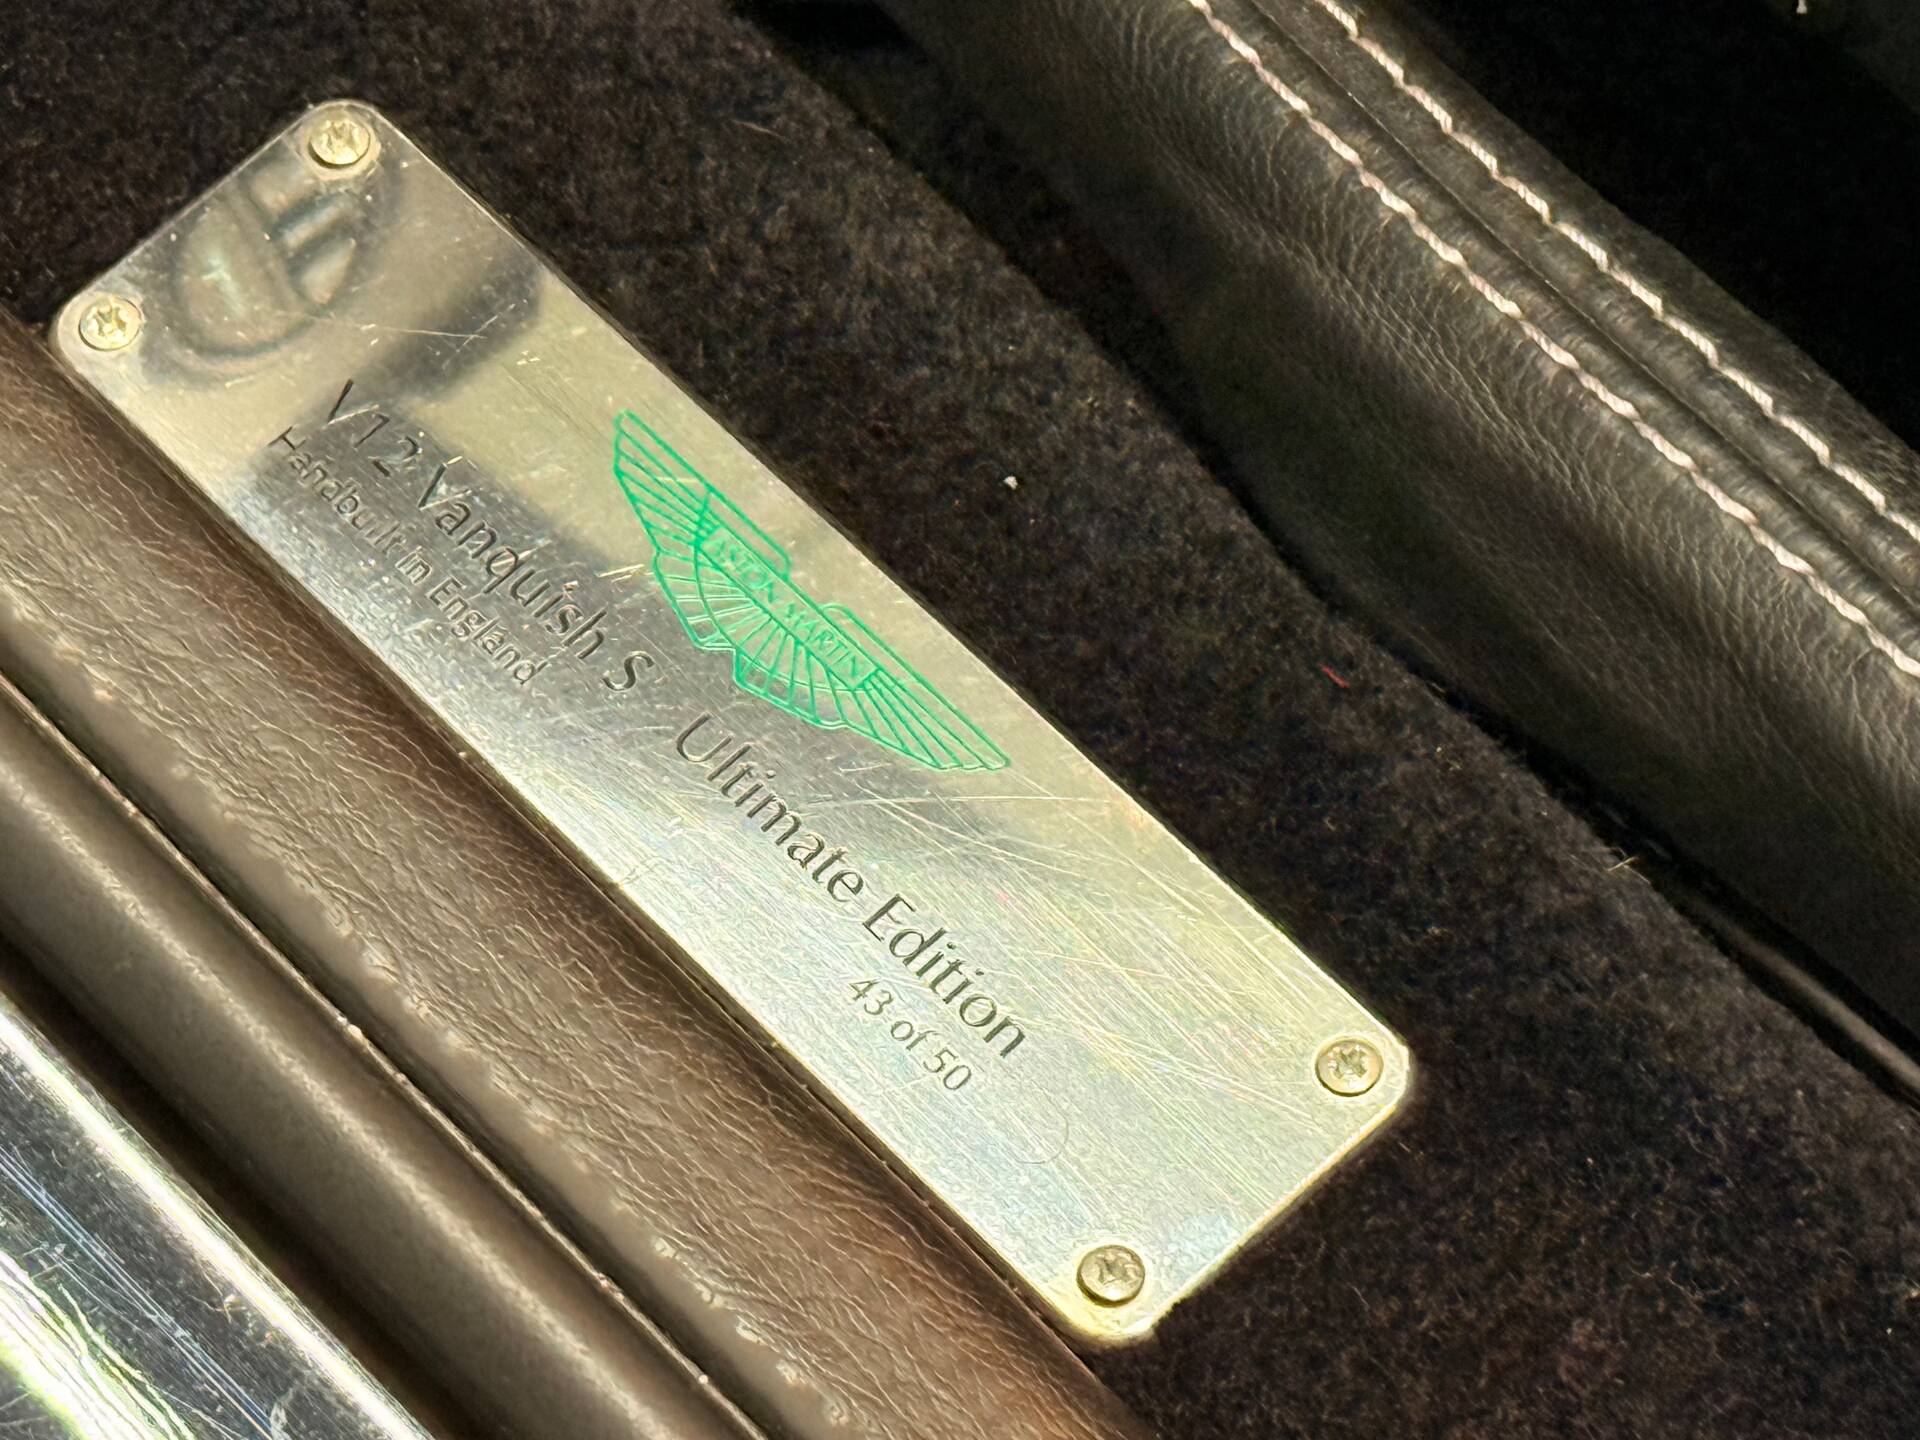 ASTON MARTIN
V12 Vanquish S Ultimate Edition
Handbuilt in England 43 of 50